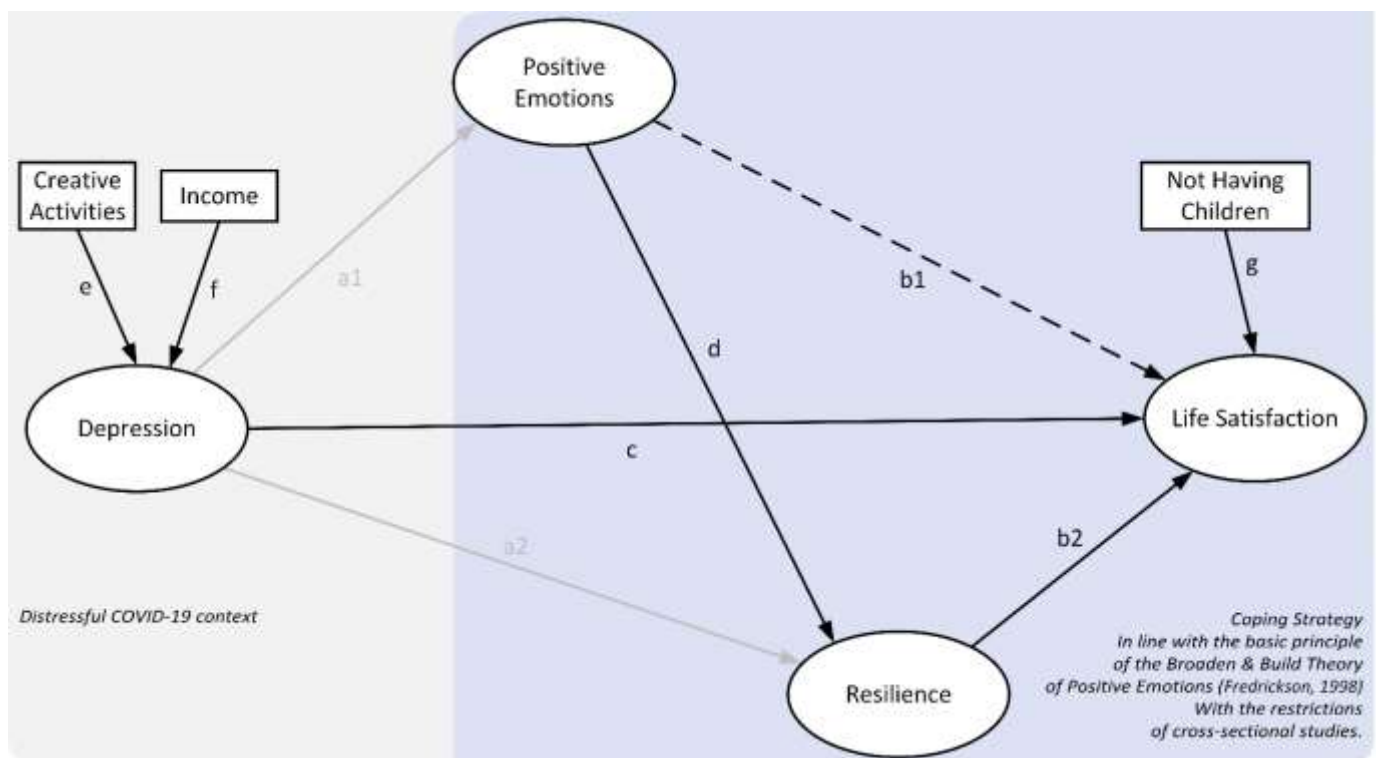 Positive
Emotions
Creative
Activities
Income
Not Having
Children
e
f
a1
b1
g
d
Depression
c
Life Satisfaction
a2
b2
Distressful COVID-19 context
Resilience
Coping Strategy
In line with the basic principle
of the Broaden & Build Theory
of Positive Emotions (Fredrickson, 1998)
With the restrictions
of cross-sectional studies.